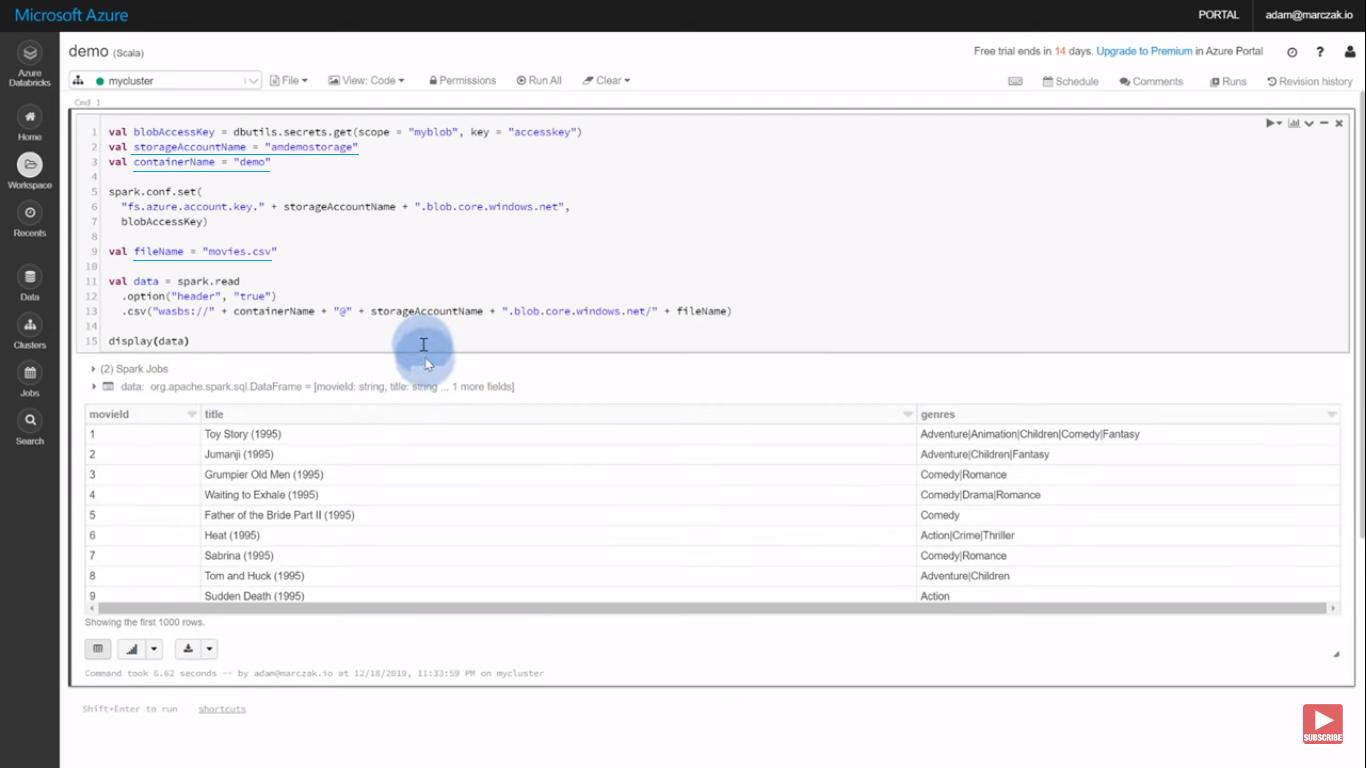 Microsoft Azure
PORTAL
adam@marczak.io
demo (Scala)
Free trial ends in 14 days. Upgrade to Premium in Azure Portal
mycluster
File
View: Code
Permissions
Run All
Clear
Schedule
Comments
Runs
Revision history
Azure
Databricks
Home
Workspace
Recents
Data
Clusters
Jobs
Search
Cmd 1
1 val blobAccessKey = dbutils.secrets.get(scope = "myblob", key = "accesskey")
2 val storageAccountName = "amdemostorage"
3 val containerName = "demo"
4
5 spark.conf.set(
6 "fs.azure.account.key." + storageAccountName + ".blob.core.windows.net",
7 blobAccessKey)
8
9 val fileName = "movies.csv"
10
11 val data = spark.read
12 .option("header", "true")
13 .csv("wasbs://" + containerName + "@" + storageAccountName + ".blob.core.windows.net/" + fileName)
14
15 display(data)
(2) Spark Jobs
data: org.apache.spark.sql.DataFrame = [movieId: string, title: string ... 1 more fields]
movieId title genres
1 Toy Story (1995) Adventure|Animation|Children|Comedy|Fantasy
2 Jumanji (1995) Adventure|Children|Fantasy
3 Grumpier Old Men (1995) Comedy|Romance
4 Waiting to Exhale (1995) Comedy|Drama|Romance
5 Father of the Bride Part II (1995) Comedy
6 Heat (1995) Action|Crime|Thriller
7 Sabrina (1995) Comedy|Romance
8 Tom and Huck (1995) Adventure|Children
9 Sudden Death (1995) Action
Showing the first 1000 rows.
Command took 6.62 seconds -- by adam@marczak.io at 12/18/2019, 11:33:59 PM on mycluster
Shift+Enter to run shortcuts
SUBSCRIBE